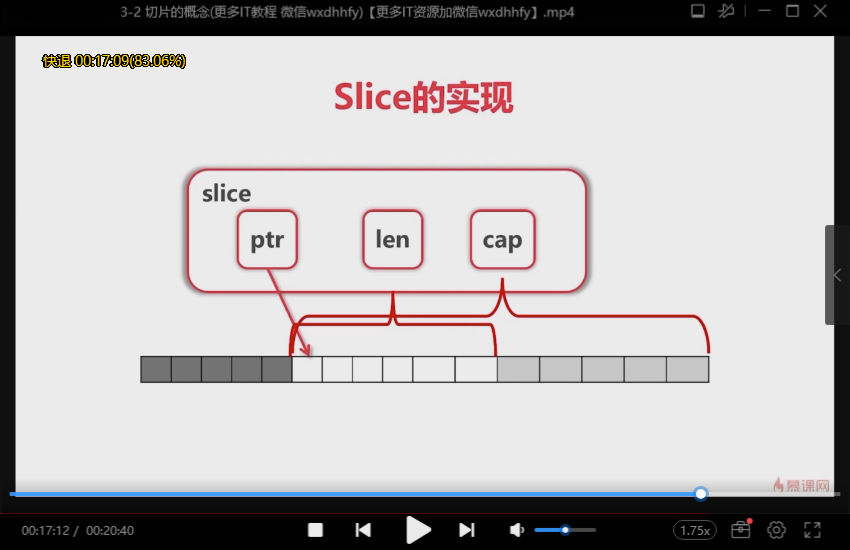 3-2 切片的概念(更多IT教程 微信wxdhhfy)【更多IT资源加微信wxdhhfy】.mp4
快退 00:17:09(83.06%)
Slice的实现
slice
ptr len cap
慕课网
00:17:12 / 00:20:40
1.75x